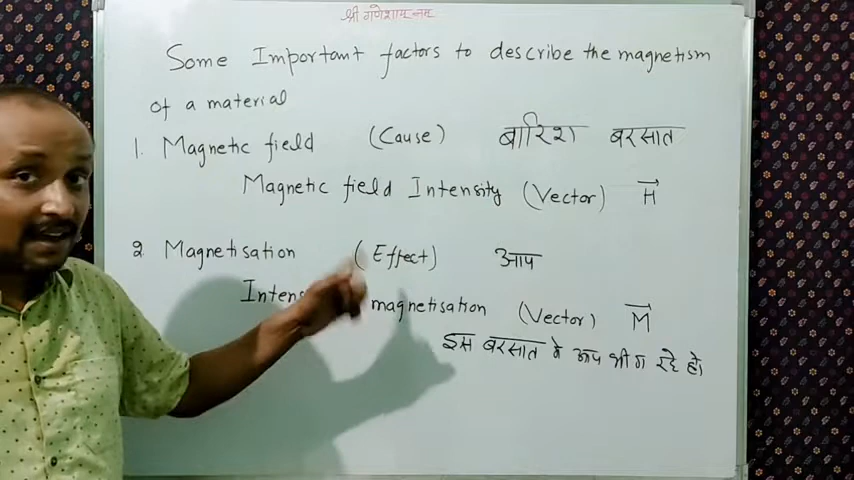 श्री गणेशाय नमः
Some Important factors to describe the magnetism
of a material
1. Magnetic field (Cause) बारिश बरसात
Magnetic field Intensity (Vector) H
2. Magnetisation (Effect) आप
Intens magnetisation (Vector) M
इस बरसात मे आप भीग रहे हो